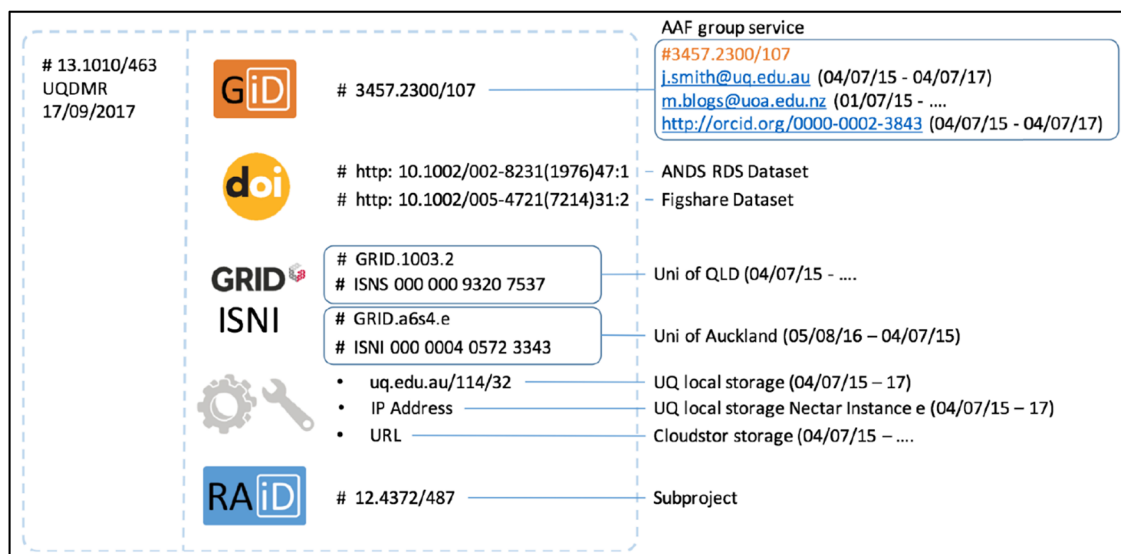 AAF group service
# 13.1010/463
UQDMR
17/09/2017
GiD
# 3457.2300/107
#3457.2300/107
j.smith@uq.edu.au (04/07/15 - 04/07/17)
m.blogs@uoa.edu.nz (01/07/15 - ....
http://orcid.org/0000-0002-3843 (04/07/15 - 04/07/17)
doi
# http: 10.1002/002-8231(1976)47:1
ANDS RDS Dataset
# http: 10.1002/005-4721(7214)31:2
Figshare Dataset
GRID
ISNI
# GRID.1003.2
# ISNS 000 000 9320 7537
Uni of QLD (04/07/15 - ....
# GRID.a6s4.e
# ISNI 000 0004 0572 3343
Uni of Auckland (05/08/16 – 04/07/15)
• uq.edu.au/114/32
UQ local storage (04/07/15 – 17)
• IP Address
UQ local storage Nectar Instance e (04/07/15 – 17)
• URL
Cloudstor storage (04/07/15 – ....
RAiD
# 12.4372/487
Subproject